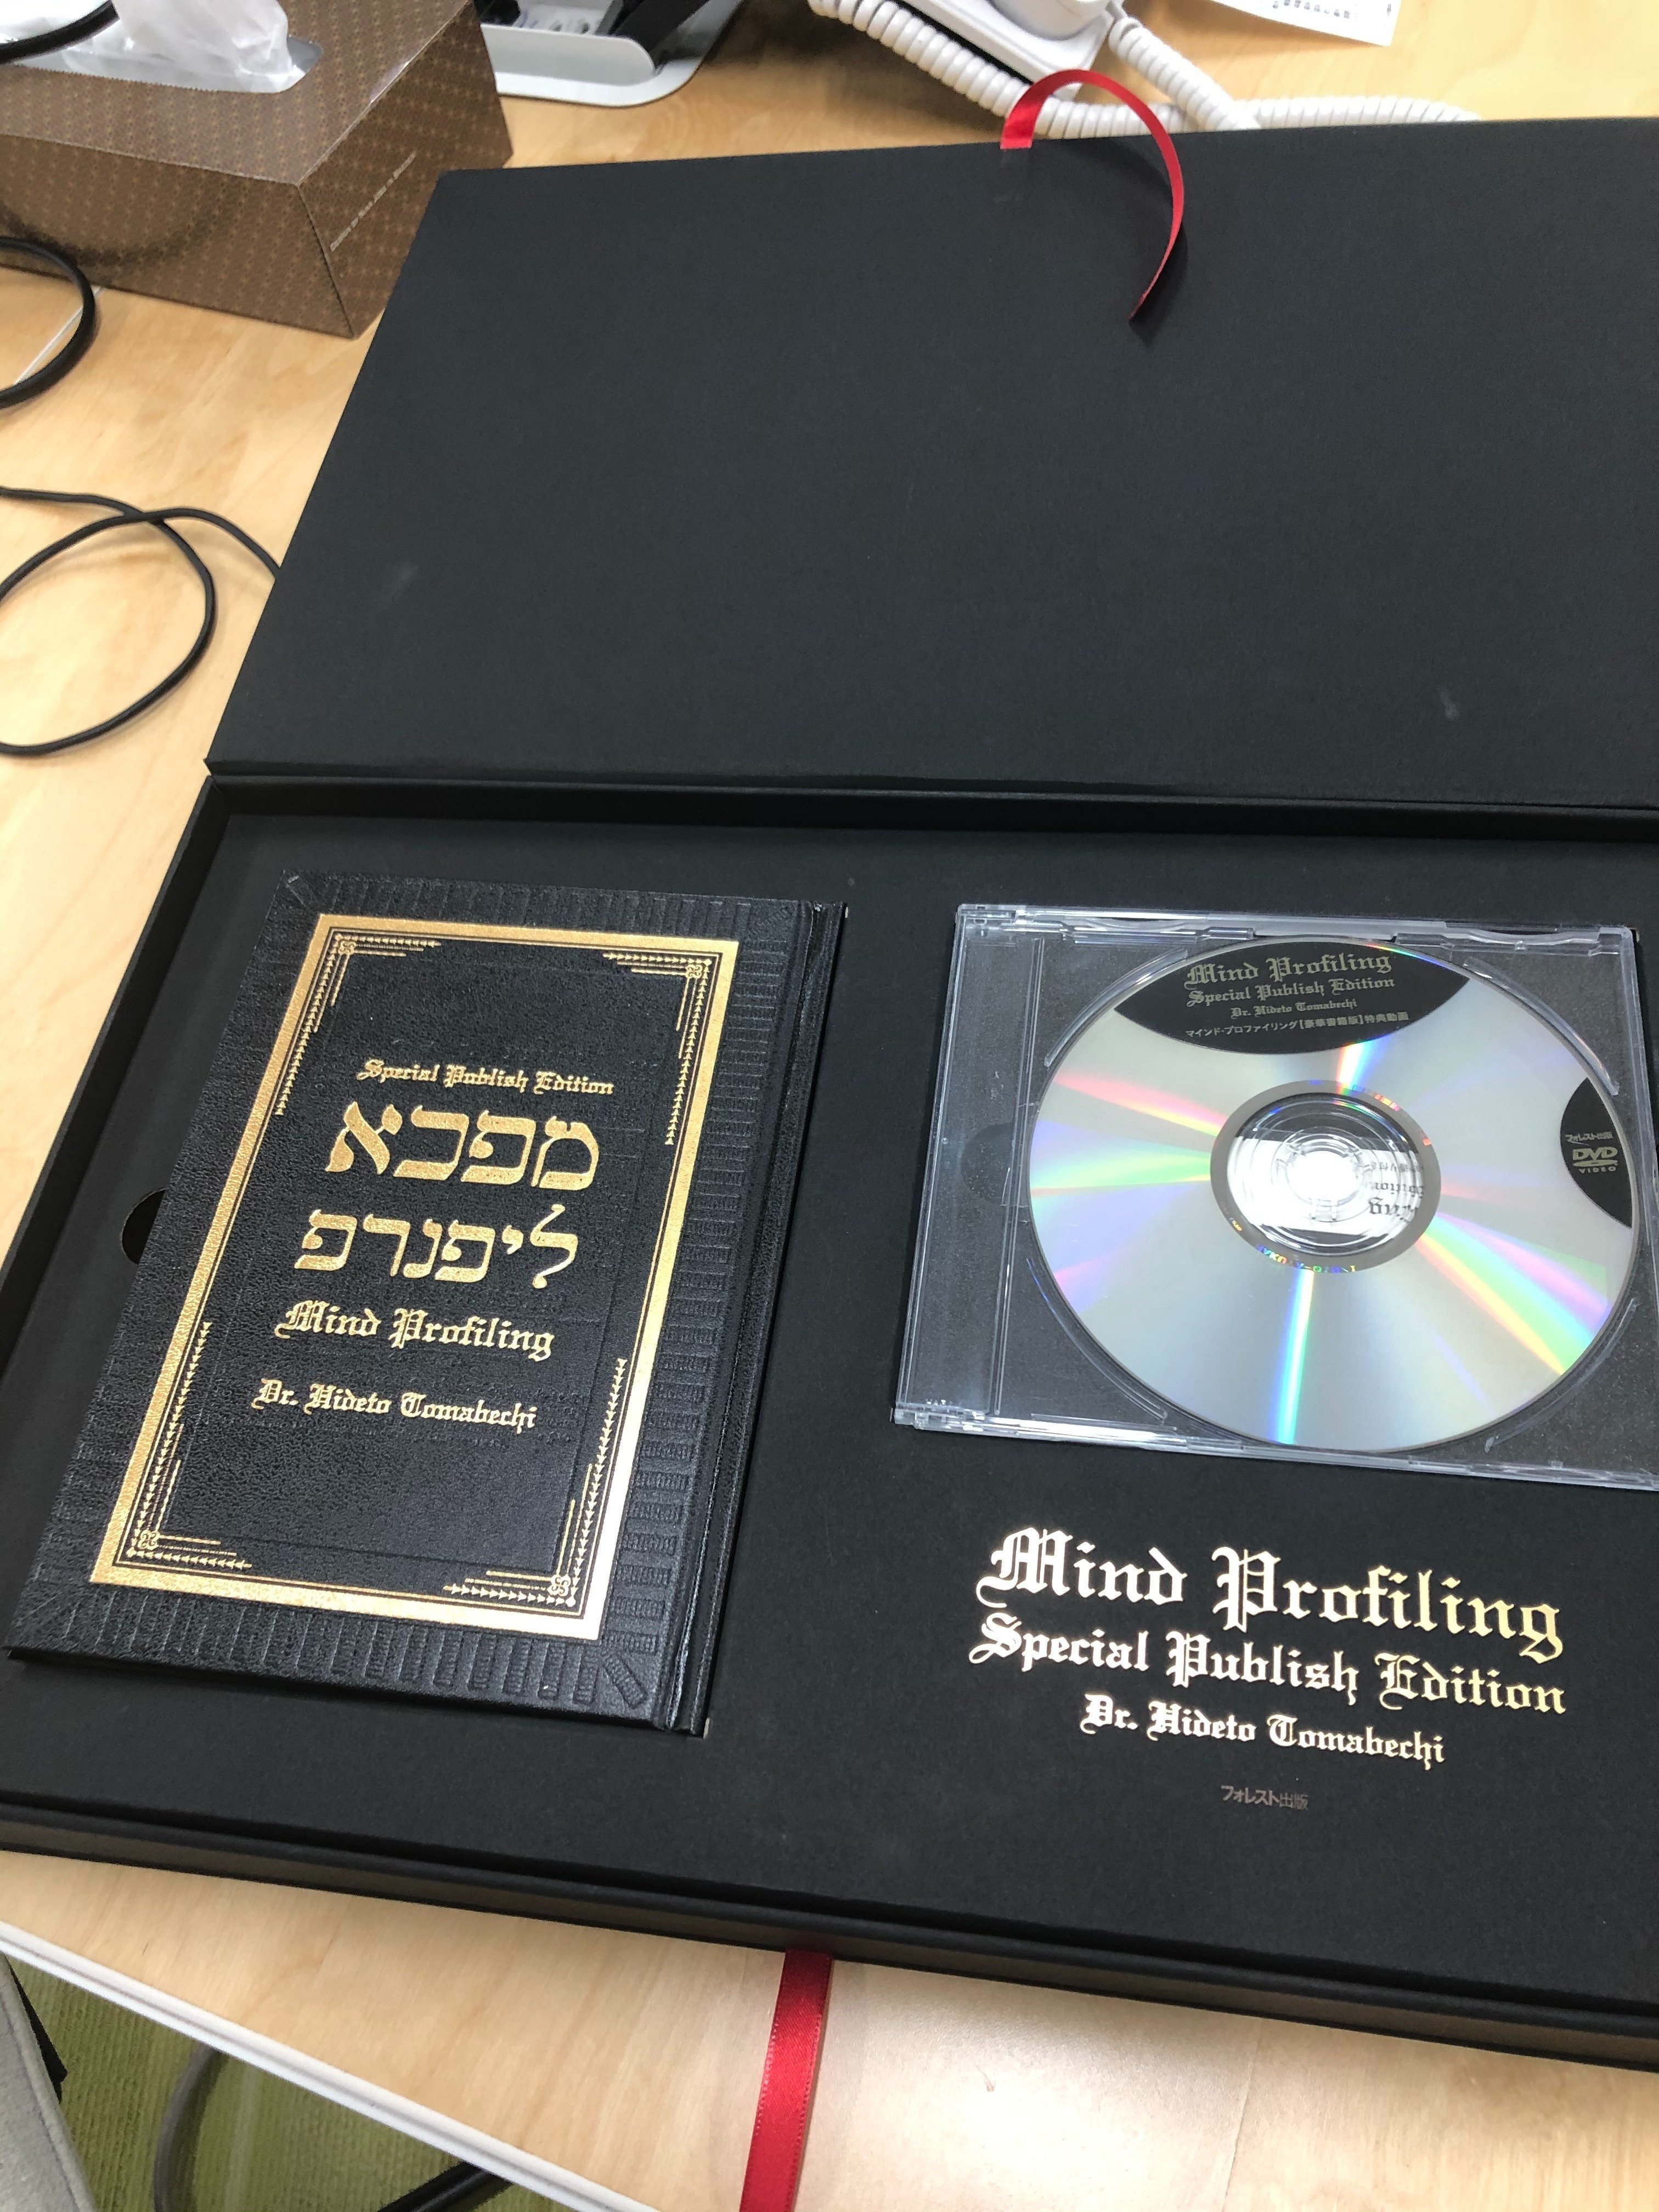 Special Publish Edition
מפכא
ליפנרפ
Mind Profiling
Dr. Hideto Tomabechi
Mind Profiling
Special Publish Edition
Dr. Hideto Tomabechi
マインド・プロファイリング【豪華書籍版】特典動画
フォレスト出版
DVD
VIDEO
Mind Profiling
Special Publish Edition
Dr. Hideto Tomabechi
フォレスト出版